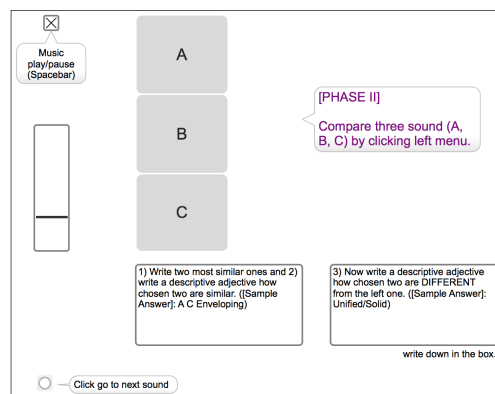 Music
play/pause
(Spacebar)
A
B
C
[PHASE II]
Compare three sound (A,
B, C) by clicking left menu.
1) Write two most similar ones and 2)
write a descriptive adjective how
chosen two are similar. ([Sample
Answer]: A C Enveloping)
3) Now write a descriptive adjective
how chosen two are DIFFERENT
from the left one. ([Sample Answer]:
Unified/Solid)
write down in the box.
Click go to next sound